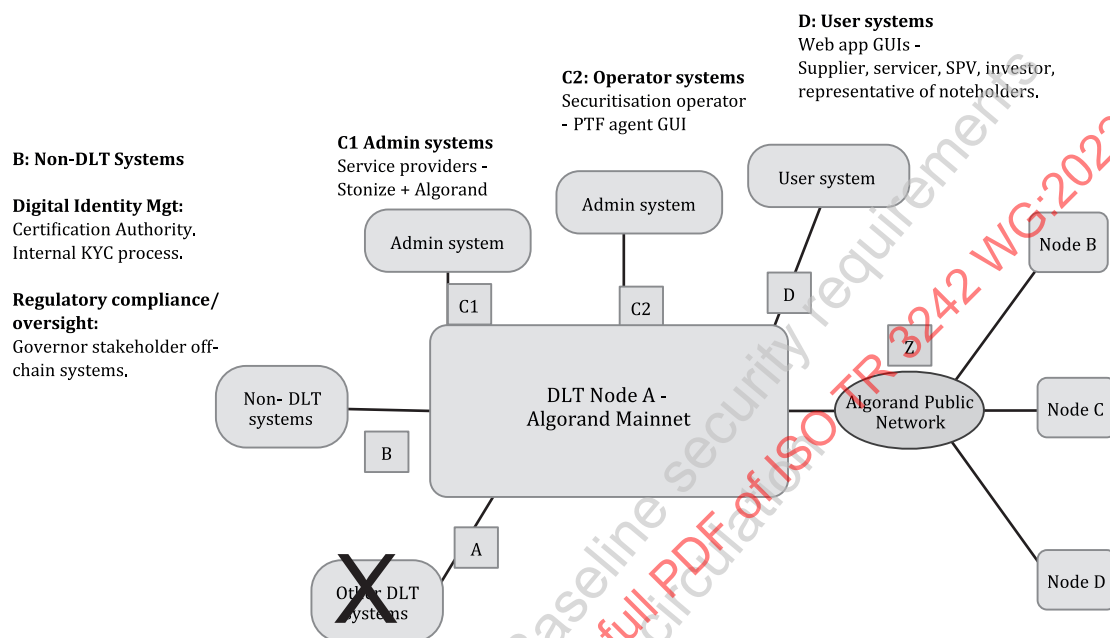 D: User systems
Web app GUIs -
Supplier, servicer, SPV, investor,
representative of noteholders.
C2: Operator systems
Securitisation operator
- PTF agent GUI
C1 Admin systems
Service providers -
Stonize + Algorand
B: Non-DLT Systems
Digital Identity Mgt:
Certification Authority.
Internal KYC process.
Regulatory compliance/
oversight:
Governor stakeholder off-
chain systems.
Admin system
Admin system
User system
C1
C2
D
Z
Node B
Non- DLT
systems
B
DLT Node A -
Algorand Mainnet
Algorand Public
Network
Node C
A
Other DLT
systems
X
Node D
Baseline security requirements
circulation
full PDF of ISO TR 3242 WG:202